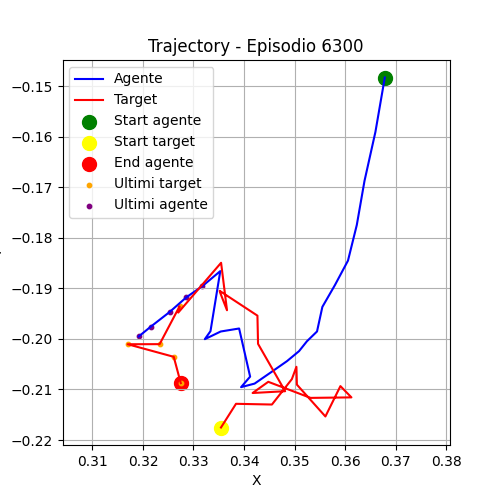 Trajectory - Episodio 6300
Agente
Target
Start agente
Start target
End agente
Ultimi target
Ultimi agente
−0.15
−0.16
−0.17
−0.18
−0.19
−0.20
−0.21
−0.22
0.31 0.32 0.33 0.34 0.35 0.36 0.37 0.38
X